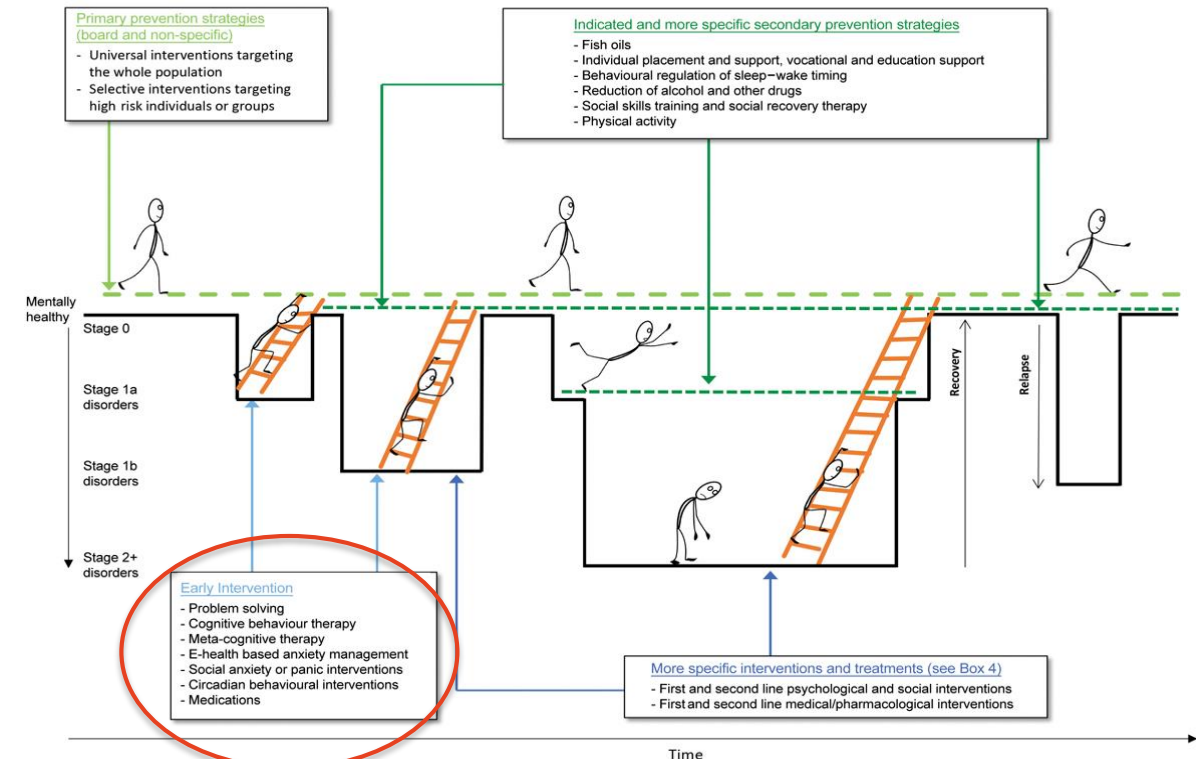 Primary prevention strategies
(board and non-specific)
- Universal interventions targeting
the whole population
- Selective interventions targeting
high risk individuals or groups
Indicated and more specific secondary prevention strategies
- Fish oils
- Individual placement and support, vocational and education support
- Behavioural regulation of sleep−wake timing
- Reduction of alcohol and other drugs
- Social skills training and social recovery therapy
- Physical activity
Mentally
healthy
Stage 0
Stage 1a
disorders
Stage 1b
disorders
Stage 2+
disorders
Recovery
Relapse
Early Intervention
- Problem solving
- Cognitive behaviour therapy
- Meta-cognitive therapy
- E-health based anxiety management
- Social anxiety or panic interventions
- Circadian behavioural interventions
- Medications
More specific interventions and treatments (see Box 4)
- First and second line psychological and social interventions
- First and second line medical/pharmacological interventions
Time